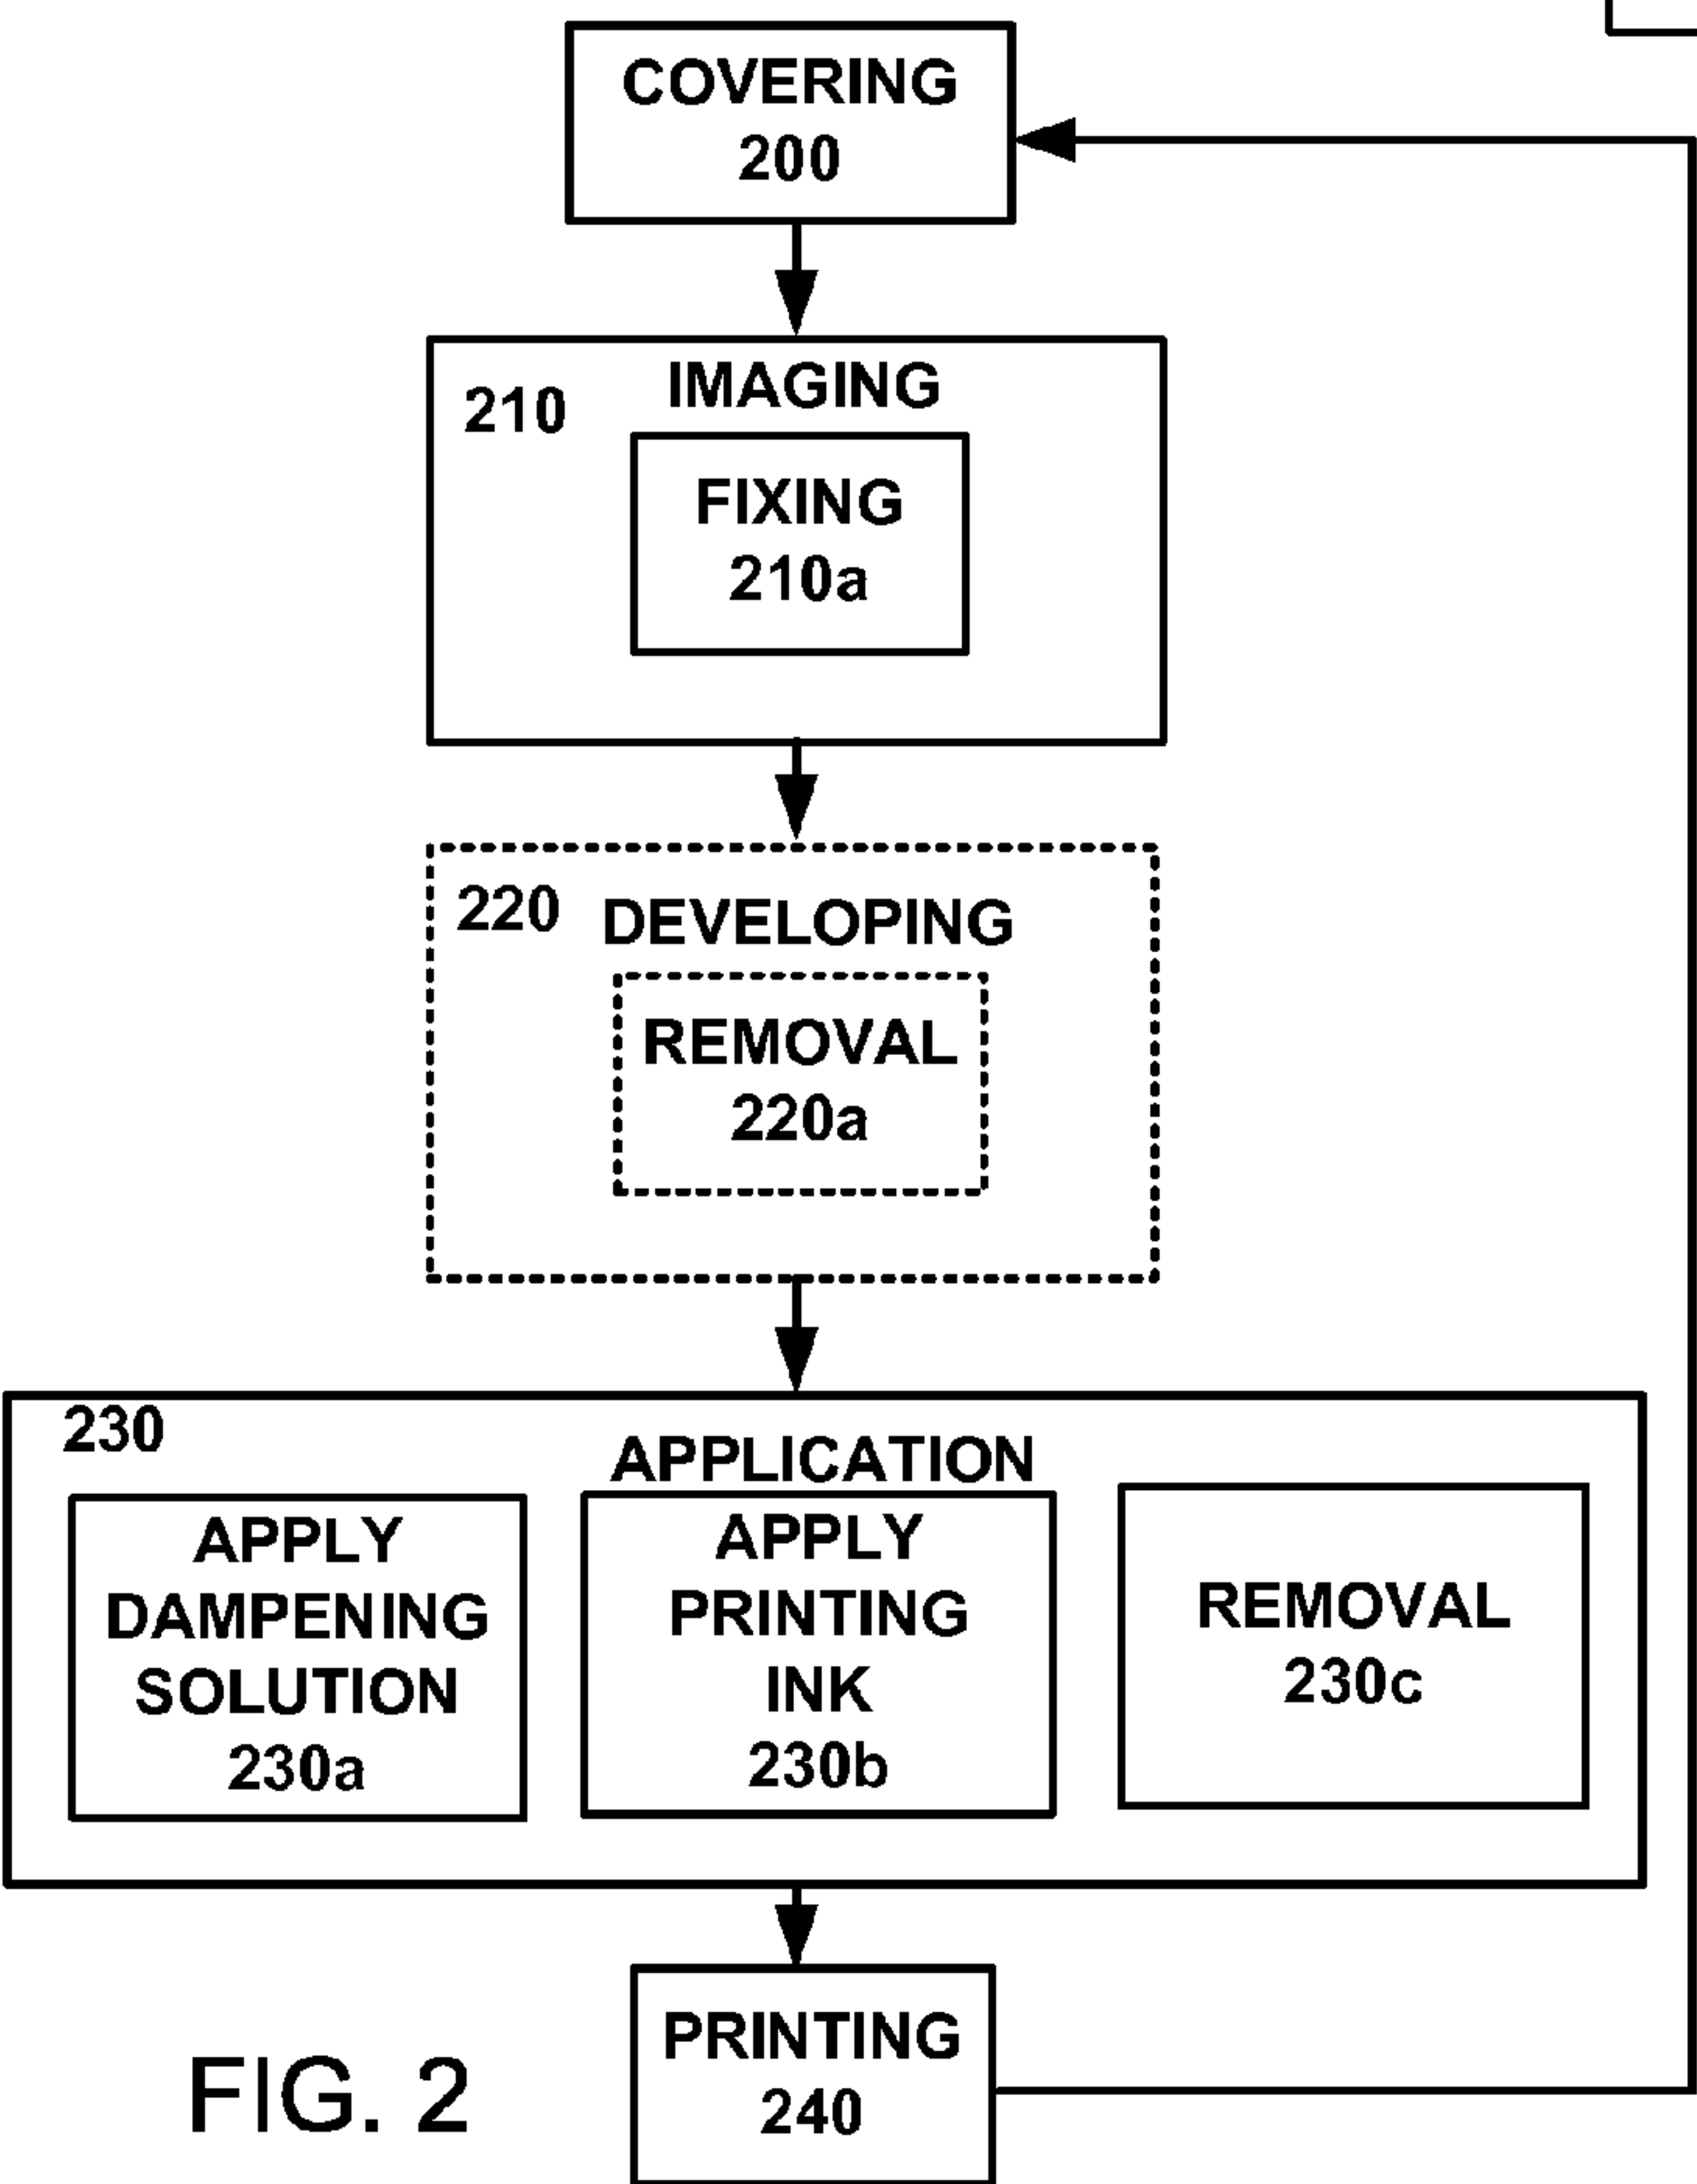 COVERING
200
210
IMAGING
FIXING
210a
220
DEVELOPING
REMOVAL
220a
230
APPLICATION
APPLY
DAMPENING
SOLUTION
230a
APPLY
PRINTING
INK
230b
REMOVAL
230c
PRINTING
240
FIG. 2